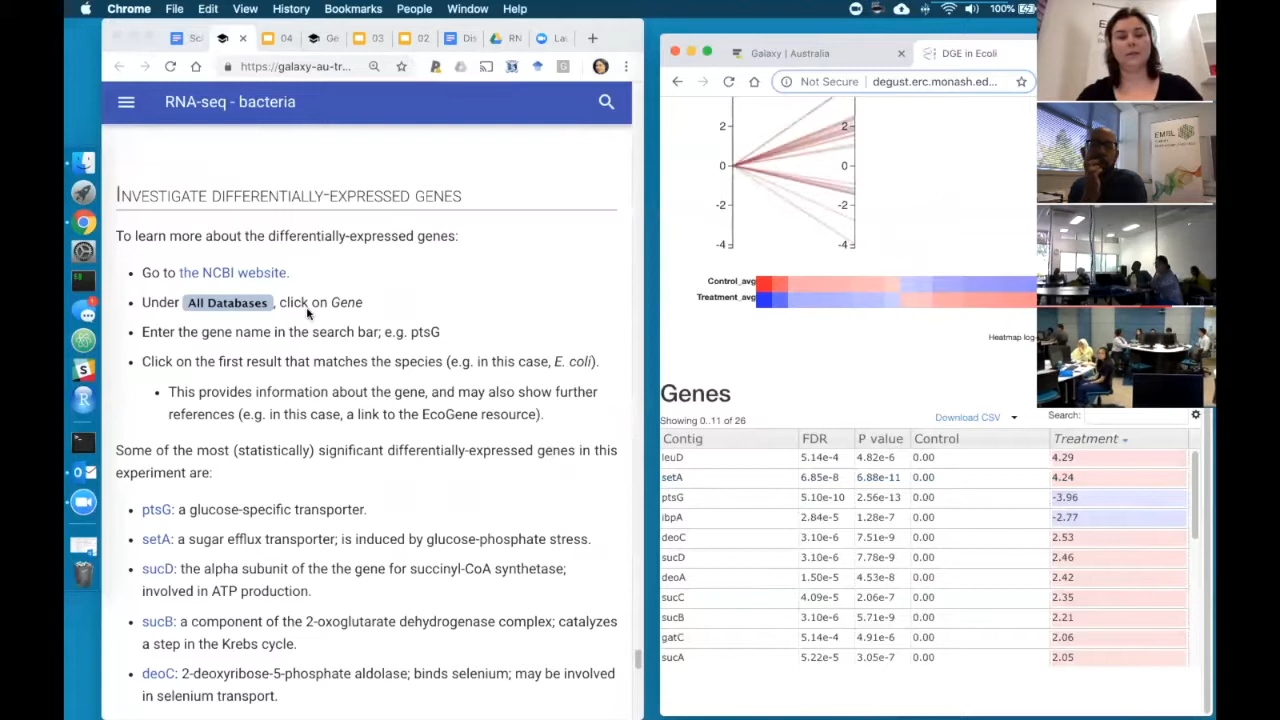 Chrome File Edit View History Bookmarks People Window Help 100%
Sc 04 Ge 03 02 Dis RN La
https://galaxy-au-tr...
RNA-seq - bacteria
INVESTIGATE DIFFERENTIALLY-EXPRESSED GENES
To learn more about the differentially-expressed genes:
• Go to the NCBI website.
• Under All Databases, click on Gene
• Enter the gene name in the search bar; e.g. ptsG
• Click on the first result that matches the species (e.g. in this case, E. coli).
• This provides information about the gene, and may also show further
references (e.g. in this case, a link to the EcoGene resource).
Some of the most (statistically) significant differentially-expressed genes in this
experiment are:
• ptsG: a glucose-specific transporter.
• setA: a sugar efflux transporter; is induced by glucose-phosphate stress.
• sucD: the alpha subunit of the the gene for succinyl-CoA synthetase;
involved in ATP production.
• sucB: a component of the 2-oxoglutarate dehydrogenase complex; catalyzes
a step in the Krebs cycle.
• deoC: 2-deoxyribose-5-phosphate aldolase; binds selenium; may be involved
in selenium transport.
Galaxy | Australia DGE in Ecoli
Not Secure degust.erc.monash.ed...
2 2
0 0
-2 -2
-4 -4
Control_avg
Treatment_avg
Heatmap log
Genes
Showing 0..11 of 26 Download CSV Search:
Contig FDR P value Control Treatment
leuD 5.14e-4 4.82e-6 0.00 4.29
setA 6.85e-8 6.88e-11 0.00 4.24
ptsG 5.10e-10 2.56e-13 0.00 -3.96
ibpA 2.84e-5 1.28e-7 0.00 -2.77
deoC 3.10e-6 7.51e-9 0.00 2.53
sucD 3.10e-6 7.78e-9 0.00 2.46
deoA 1.50e-5 4.53e-8 0.00 2.42
sucC 4.09e-5 2.06e-7 0.00 2.35
sucB 3.10e-6 5.71e-9 0.00 2.21
gatC 5.14e-4 4.91e-6 0.00 2.06
sucA 5.22e-5 3.05e-7 0.00 2.05
EMBL